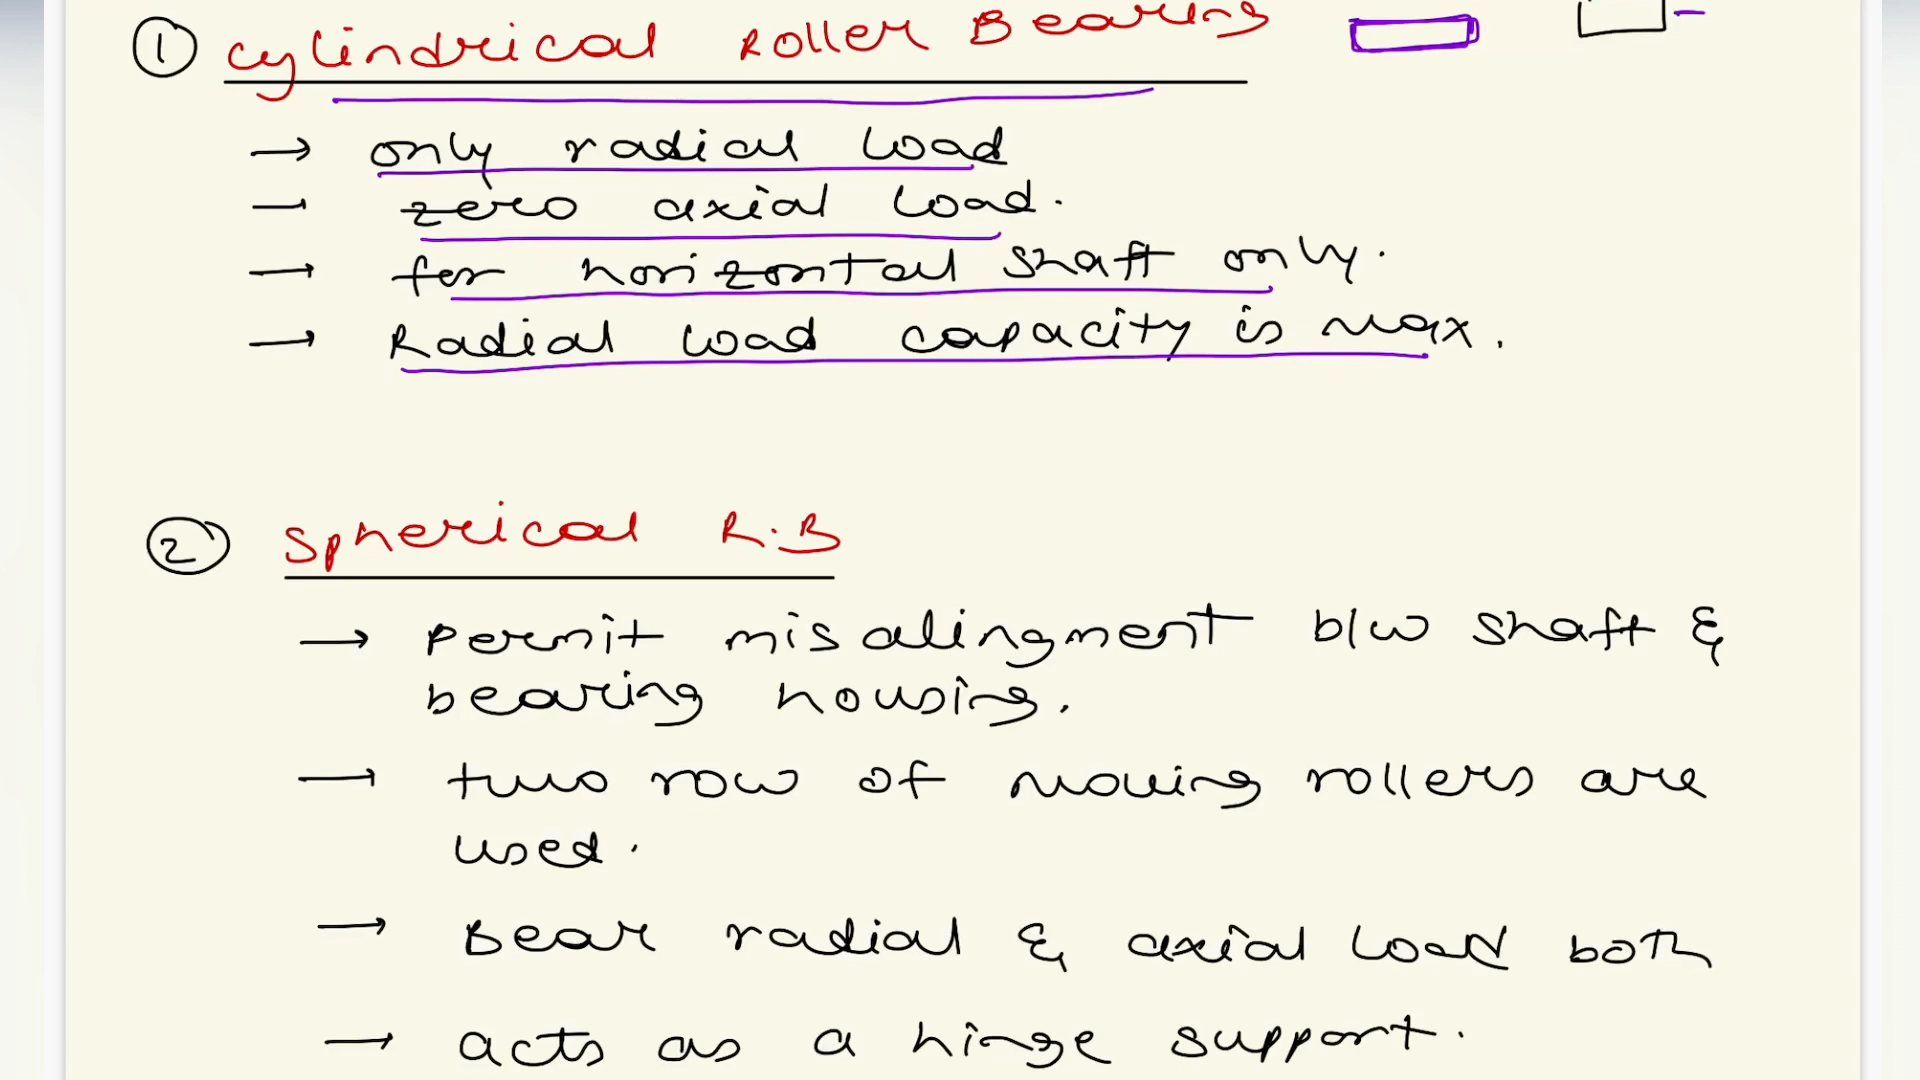 ① Cylindrical Roller Bearing
→ only radial load
→ zero axial load.
→ for horizontal shaft only.
→ Radial load capacity is max.
② Spherical R.B
→ Permit misalingment b/w shaft &
bearing housing.
→ two row of moving rollers are
used.
→ Bear radial & axial load both
→ acts as a hinge support.